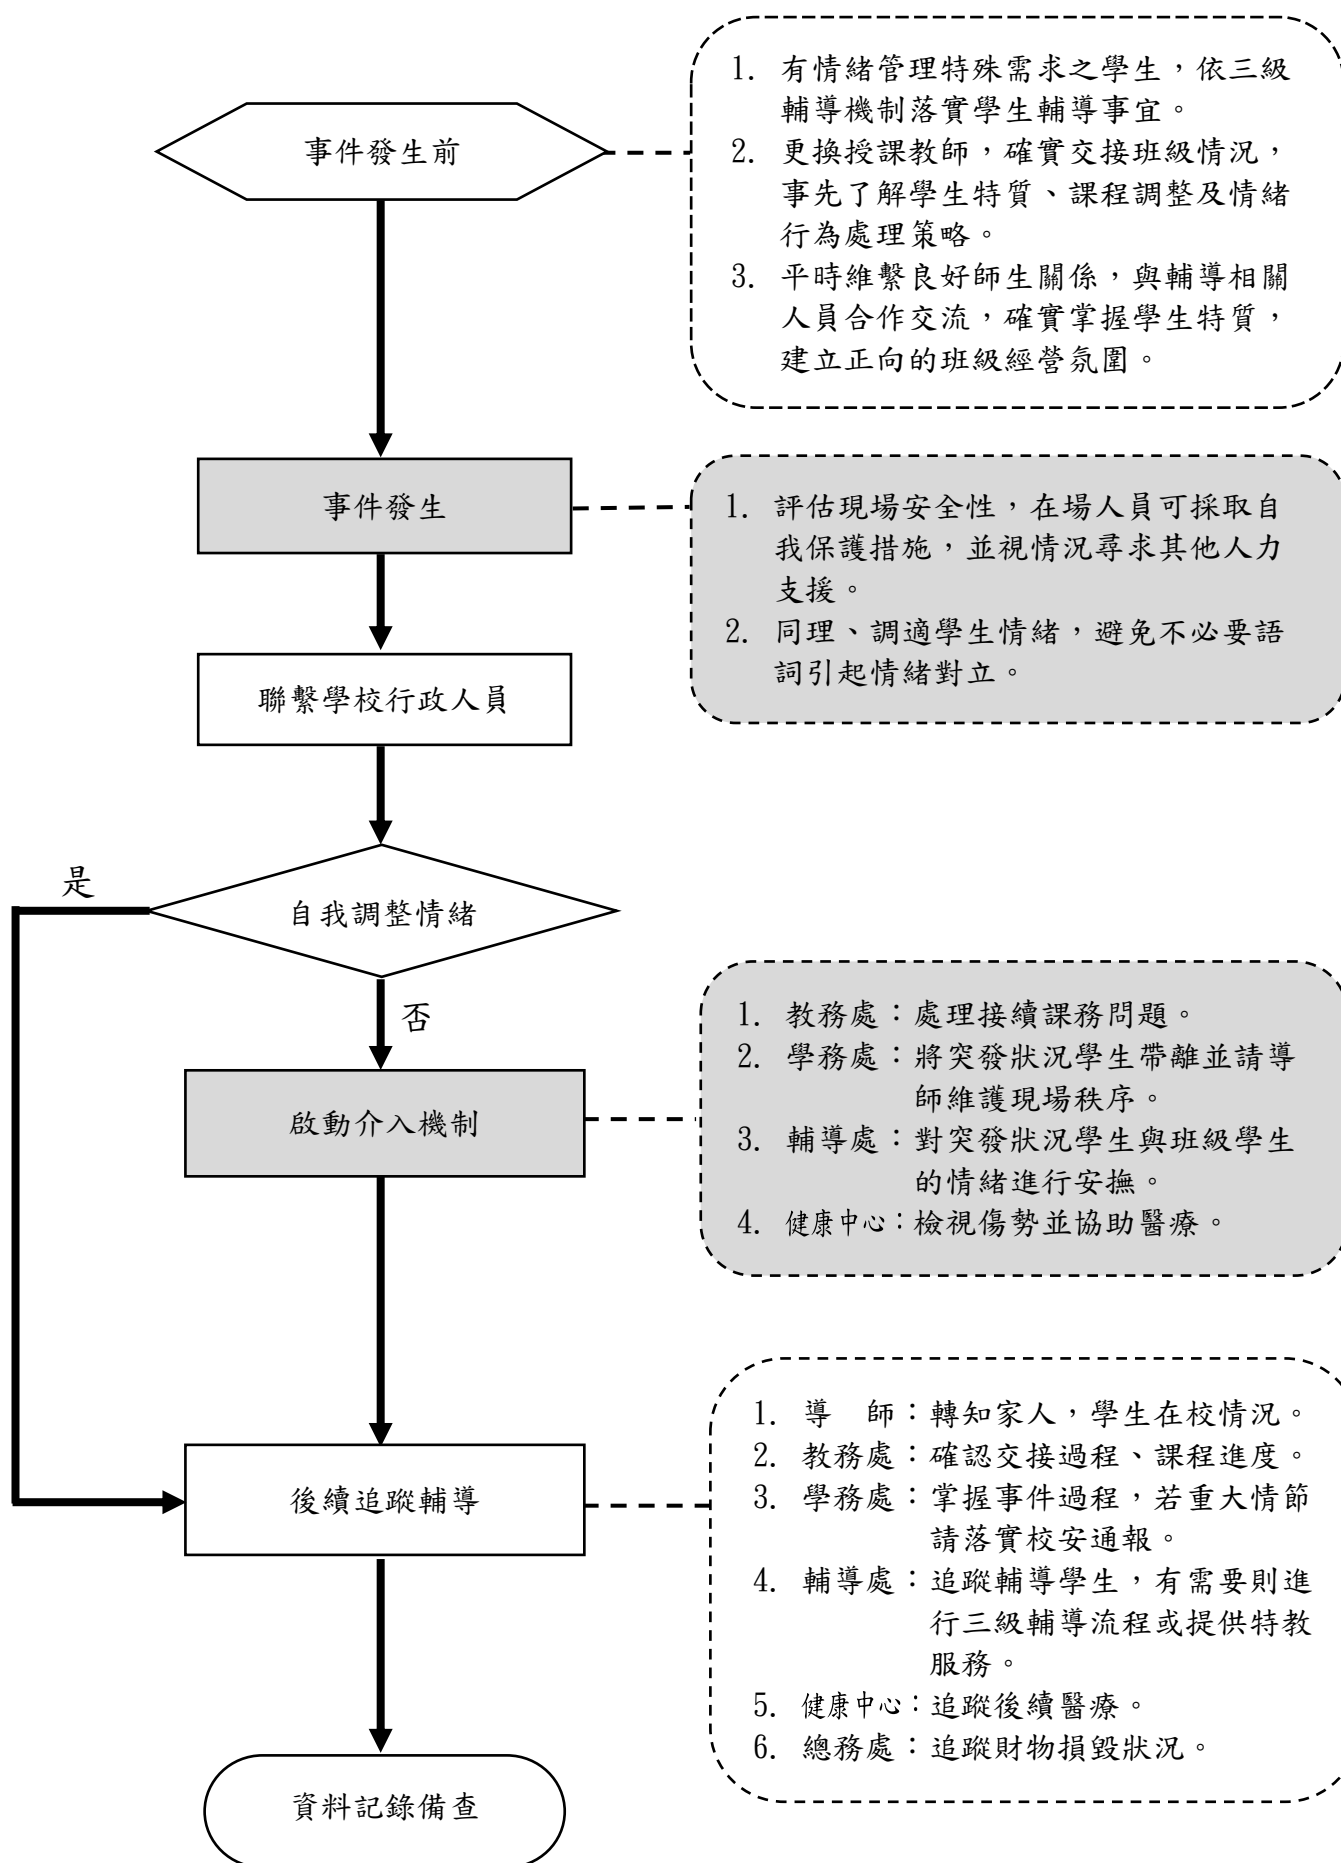 事件發生前
1. 有情緒管理特殊需求之學生，依三級
輔導機制落實學生輔導事宜。
2. 更換授課教師，確實交接班級情況，
事先了解學生特質、課程調整及情緒
行為處理策略。
3. 平時維繫良好師生關係，與輔導相關
人員合作交流，確實掌握學生特質，
建立正向的班級經營氛圍。
事件發生
1. 評估現場安全性，在場人員可採取自
我保護措施，並視情況尋求其他人力
支援。
2. 同理、調適學生情緒，避免不必要語
詞引起情緒對立。
聯繫學校行政人員
自我調整情緒
是
否
啟動介入機制
1. 教務處：處理接續課務問題。
2. 學務處：將突發狀況學生帶離並請導
師維護現場秩序。
3. 輔導處：對突發狀況學生與班級學生
的情緒進行安撫。
4. 健康中心：檢視傷勢並協助醫療。
後續追蹤輔導
1. 導　師：轉知家人，學生在校情況。
2. 教務處：確認交接過程、課程進度。
3. 學務處：掌握事件過程，若重大情節
請落實校安通報。
4. 輔導處：追蹤輔導學生，有需要則進
行三級輔導流程或提供特教
服務。
5. 健康中心：追蹤後續醫療。
6. 總務處：追蹤財物損毀狀況。
資料記錄備查